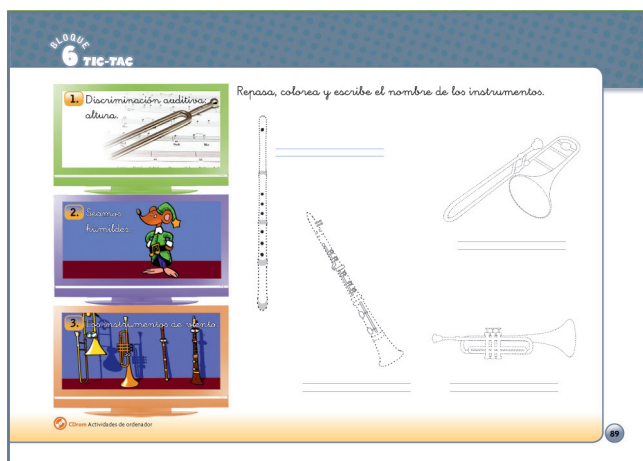 BLOQUE
6 TIC-TAC
1. Discriminación auditiva:
altura.
2. Seamos
humildes
3. Los instrumentos de viento
Repasa, colorea y escribe el nombre de los instrumentos.
CDrom Actividades de ordenador
89